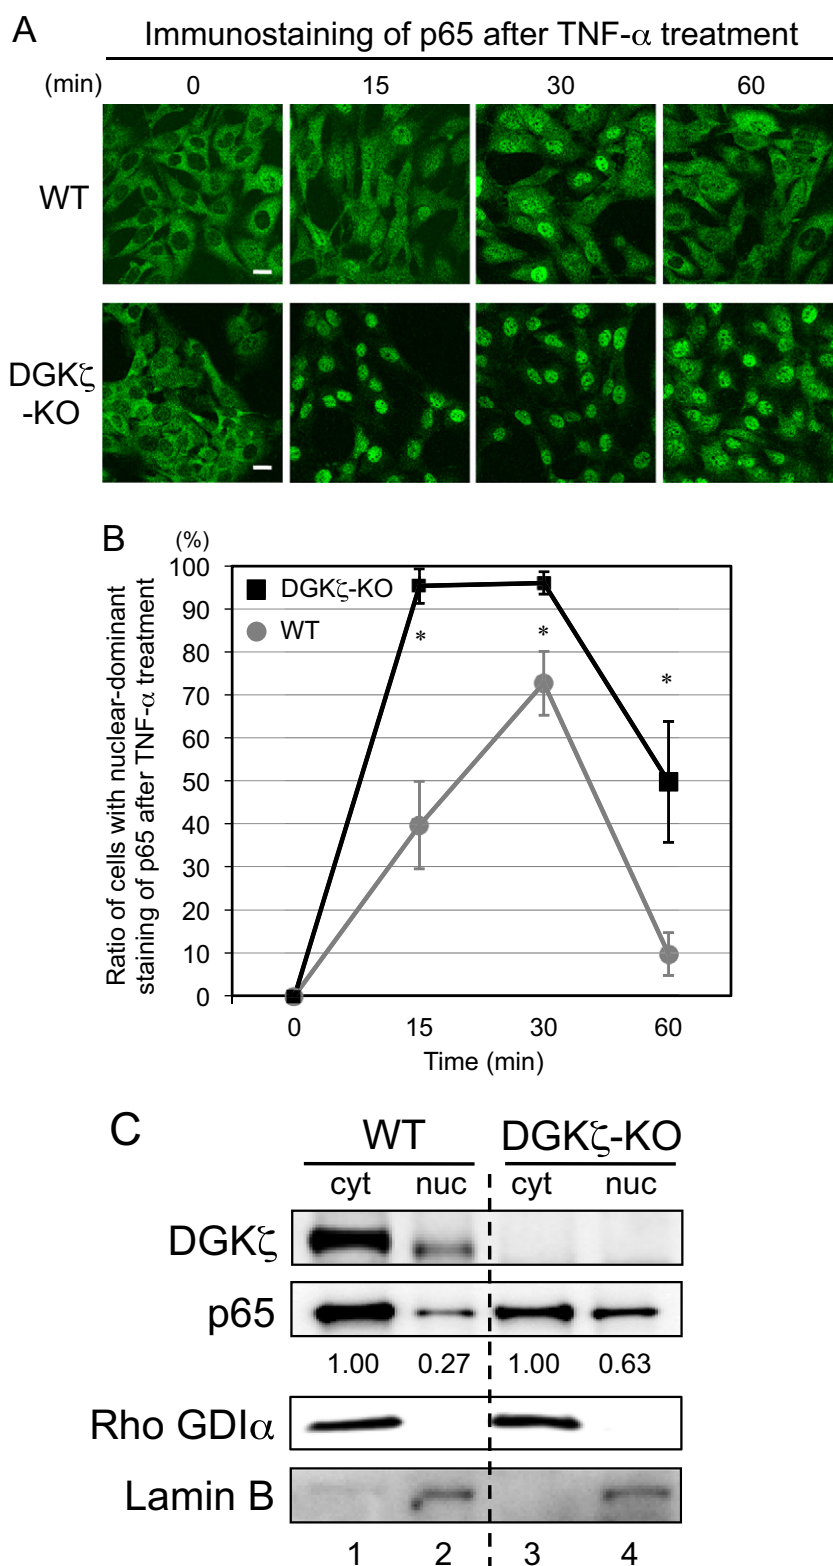 A
Immunostaining of p65 after TNF-α treatment
(min) 0 15 30 60
WT
DGKζ
-KO
B
(%)
Ratio of cells with nuclear-dominant
staining of p65 after TNF-α treatment
100
90
80
70
60
50
40
30
20
10
0
DGKζ-KO
WT
*
*
*
0 15 30 60
Time (min)
C
WT DGKζ-KO
cyt nuc cyt nuc
DGKζ
p65
1.00 0.27 1.00 0.63
Rho GDIα
Lamin B
1 2 3 4